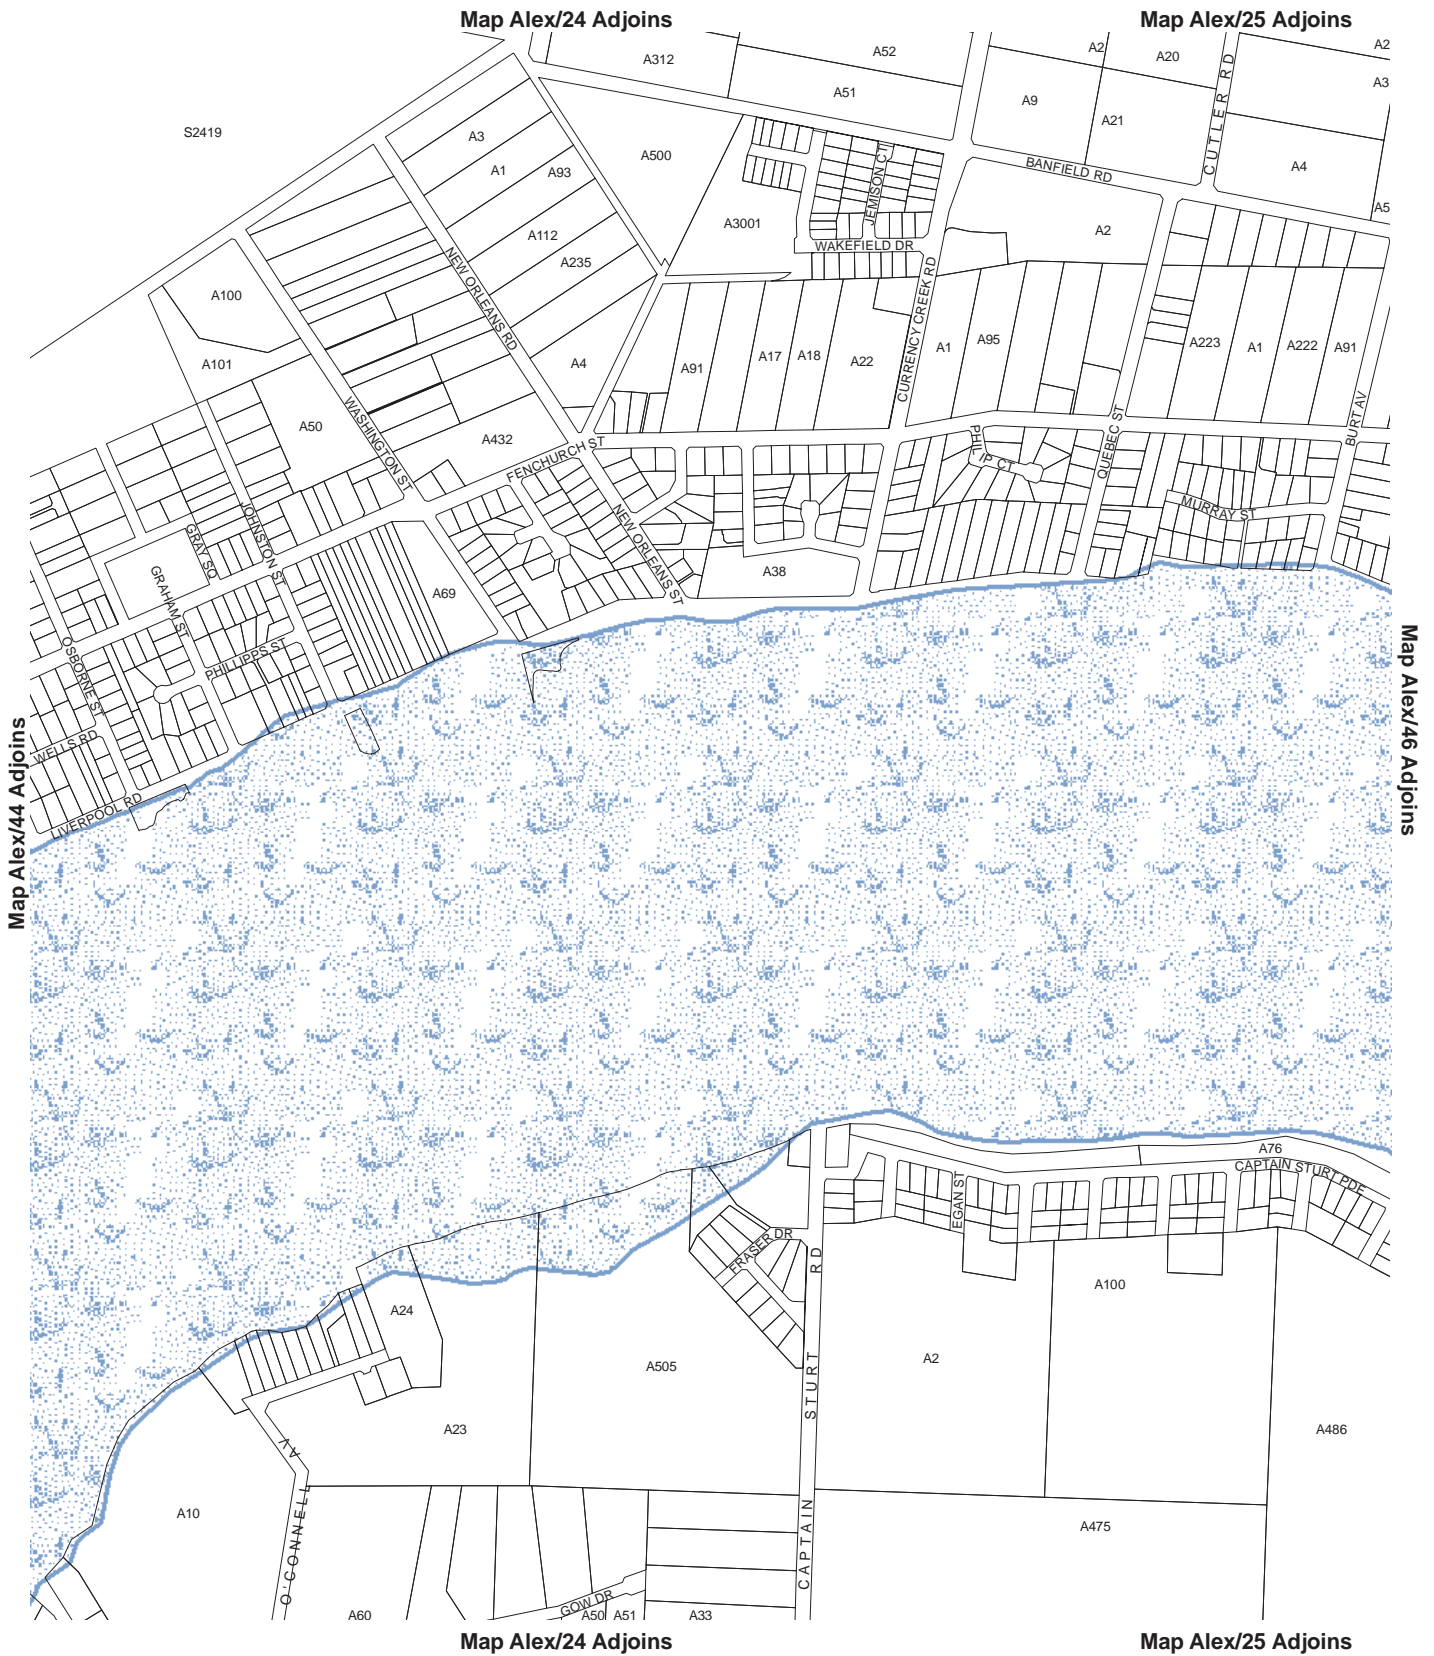 Map Alex/24 Adjoins
Map Alex/25 Adjoins
A312
A52
A2
A20
A2
A51
A9
A21
CUTLER RD
A3
S2419
A3
A500
A1
A93
JEMISON CT
BANFIELD RD
A4
A5
A3001
A112
WAKEFIELD DR
A2
A235
NEW ORLEANS RD
A100
CURRENCY CREEK RD
A101
A4
A91
A17
A18
A22
A1
A95
A223
A1
A222
A91
BURT AV
A50
WASHINGTON ST
A432
FENCHURCH ST
PHILLIP CT
QUEBEC ST
MURRAY ST
JOHNSTON ST
GRAY SQ
NEW ORLEANS ST
GRAHAM ST
A69
A38
OSBORNE ST
PHILLIPPS ST
WELLS RD
LIVERPOOL RD
Map Alex/44 Adjoins
Map Alex/46 Adjoins
A76
CAPTAIN STURT PDE
EGAN ST
FRASER DR
A24
A100
A505
A2
A23
A486
O'CONNELL AV
A10
CAPTAIN STURT RD
A475
GOW DR
A60
A50
A51
A33
Map Alex/24 Adjoins
Map Alex/25 Adjoins